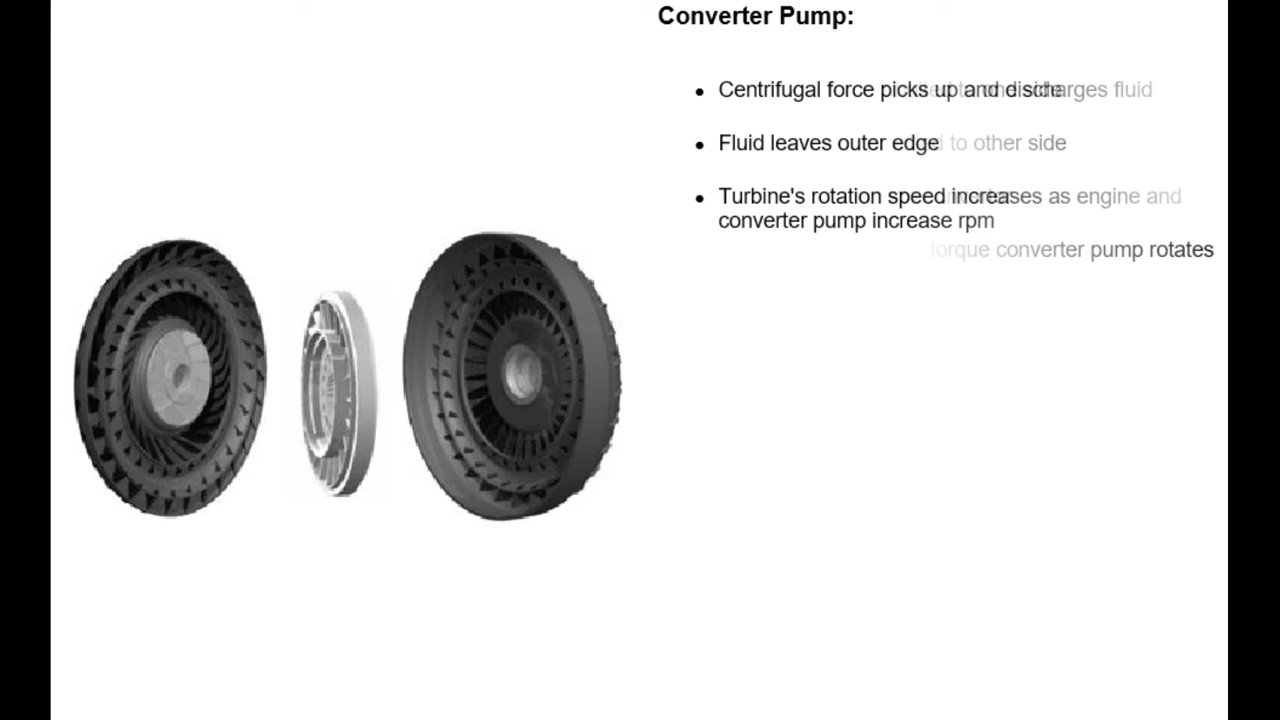 Converter Pump:
Centrifugal force picks up and discharges fluid
Fluid leaves outer edge to other side
Turbine's rotation speed increases as engine and
converter pump increase rpm
torque converter pump rotates